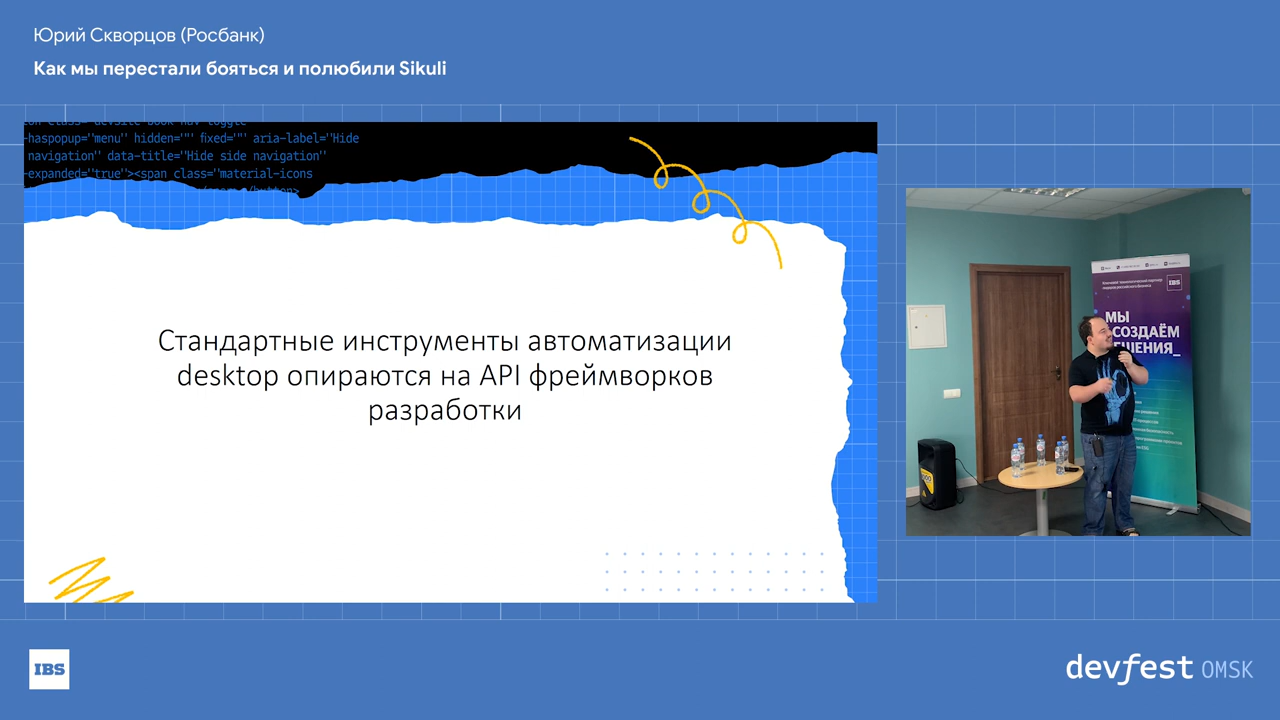 Юрий Скворцов (Росбанк)
Как мы перестали бояться и полюбили Sikuli
-haspopup="menu" hidden="" fixed="" aria-label="Hide
navigation" data-title="Hide side navigation"
-expanded="true"><span class="material-icons
Стандартные инструменты автоматизации
desktop опираются на API фреймворков
разработки
IBS
МЫ
СОЗДАЁМ
РЕШЕНИЯ_
IBS
devfest OMSK